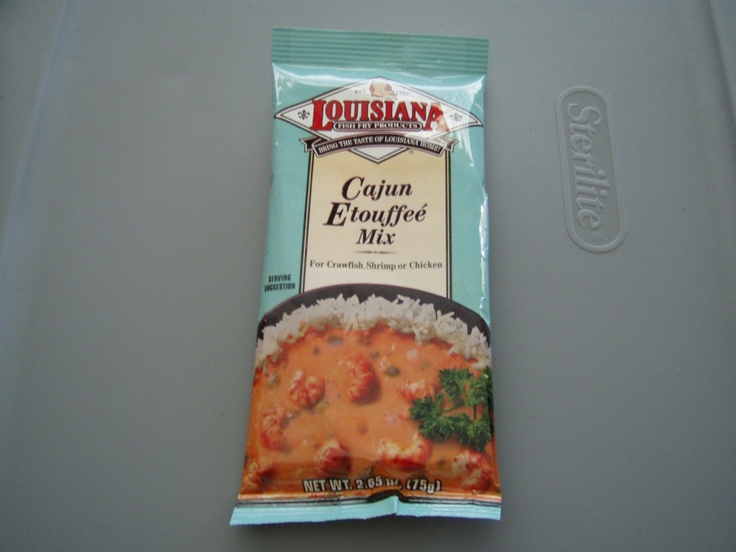 LOUISIANA
FISH FRY PRODUCTS
BRING THE TASTE OF LOUISIANA HOME!
Cajun
Etouffeé
Mix
For Crawfish, Shrimp, or Chicken
SERVING
SUGGESTION
NET WT. 2.65 oz. (75g)
Sterilite®